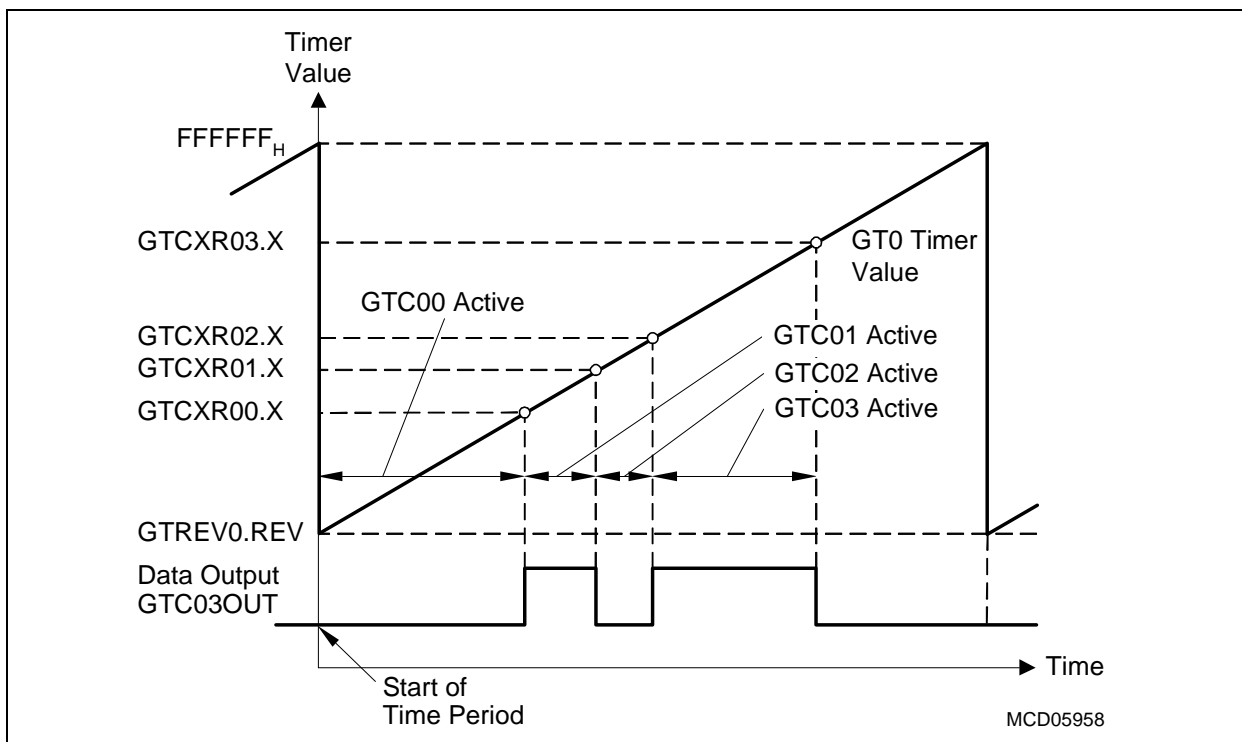 Timer
Value
FFFFFF_H
GTCXR03.X
GT0 Timer
Value
GTC00 Active
GTCXR02.X
GTC01 Active
GTCXR01.X
GTC02 Active
GTCXR00.X
GTC03 Active
GTREV0.REV
Data Output
GTC03OUT
Time
Start of
Time Period
MCD05958